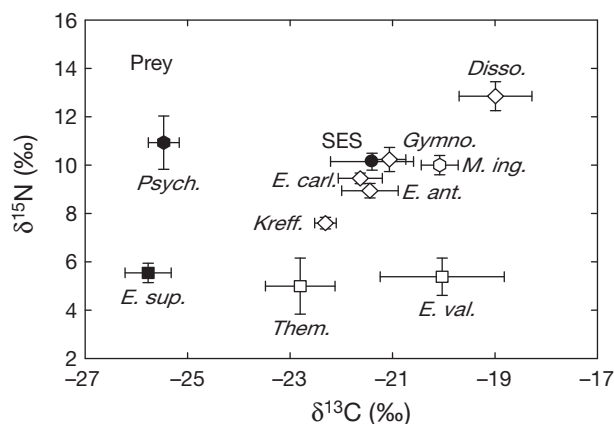 16
14
12
10
8
6
4
2
δ15N (‰)
Prey
Disso.
SES
Gymno.
Psych.
E. carl.
M. ing.
E. ant.
Kreff.
E. sup.
Them.
E. val.
−27
−25
−23
−21
−19
−17
δ13C (‰)